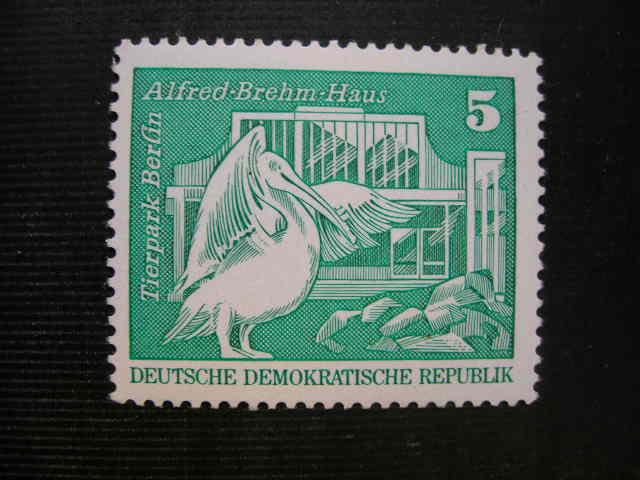 Alfred-Brehm-Haus
5
Tierpark Berlin
DEUTSCHE DEMOKRATISCHE REPUBLIK